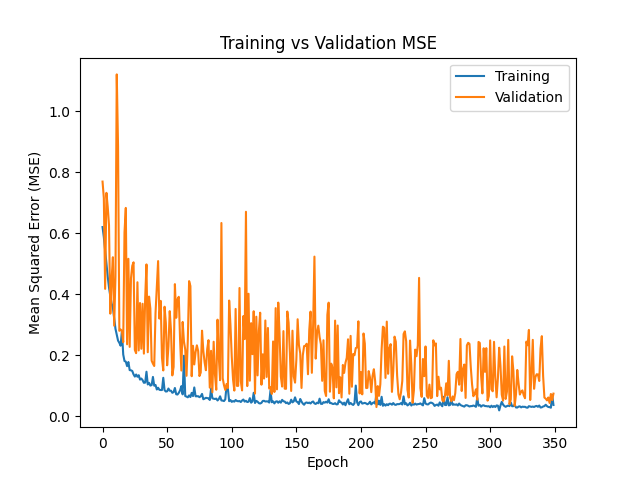 Training vs Validation MSE
Training
Validation
Mean Squared Error (MSE)
1.0
0.8
0.6
0.4
0.2
0.0
0 50 100 150 200 250 300 350
Epoch